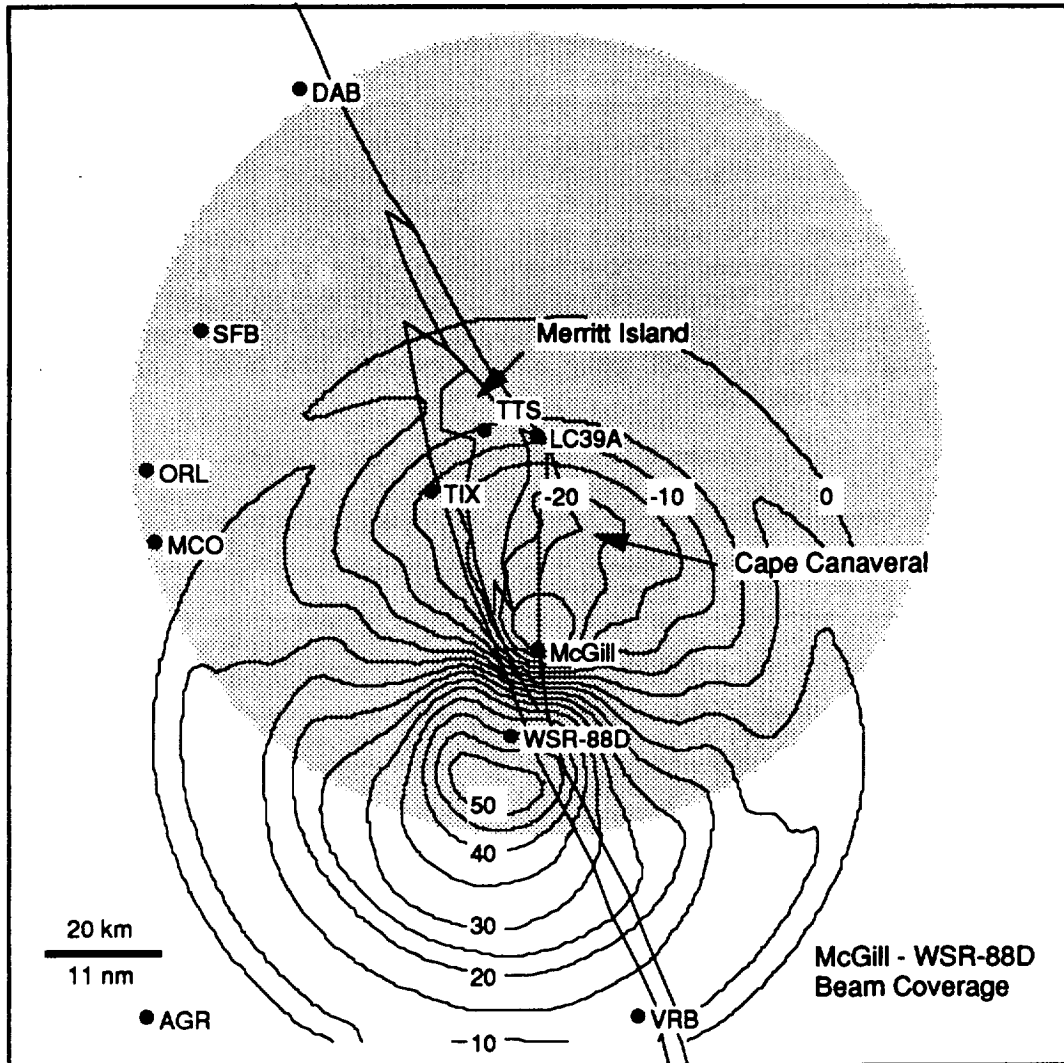 DAB
SFB
Merritt Island
TTS
LC39A
ORL
TIX
-20
-10
0
MCO
Cape Canaveral
McGill
WSR-88D
50
40
30
20 km
11 nm
20
McGill - WSR-88D
Beam Coverage
AGR
VRB
10